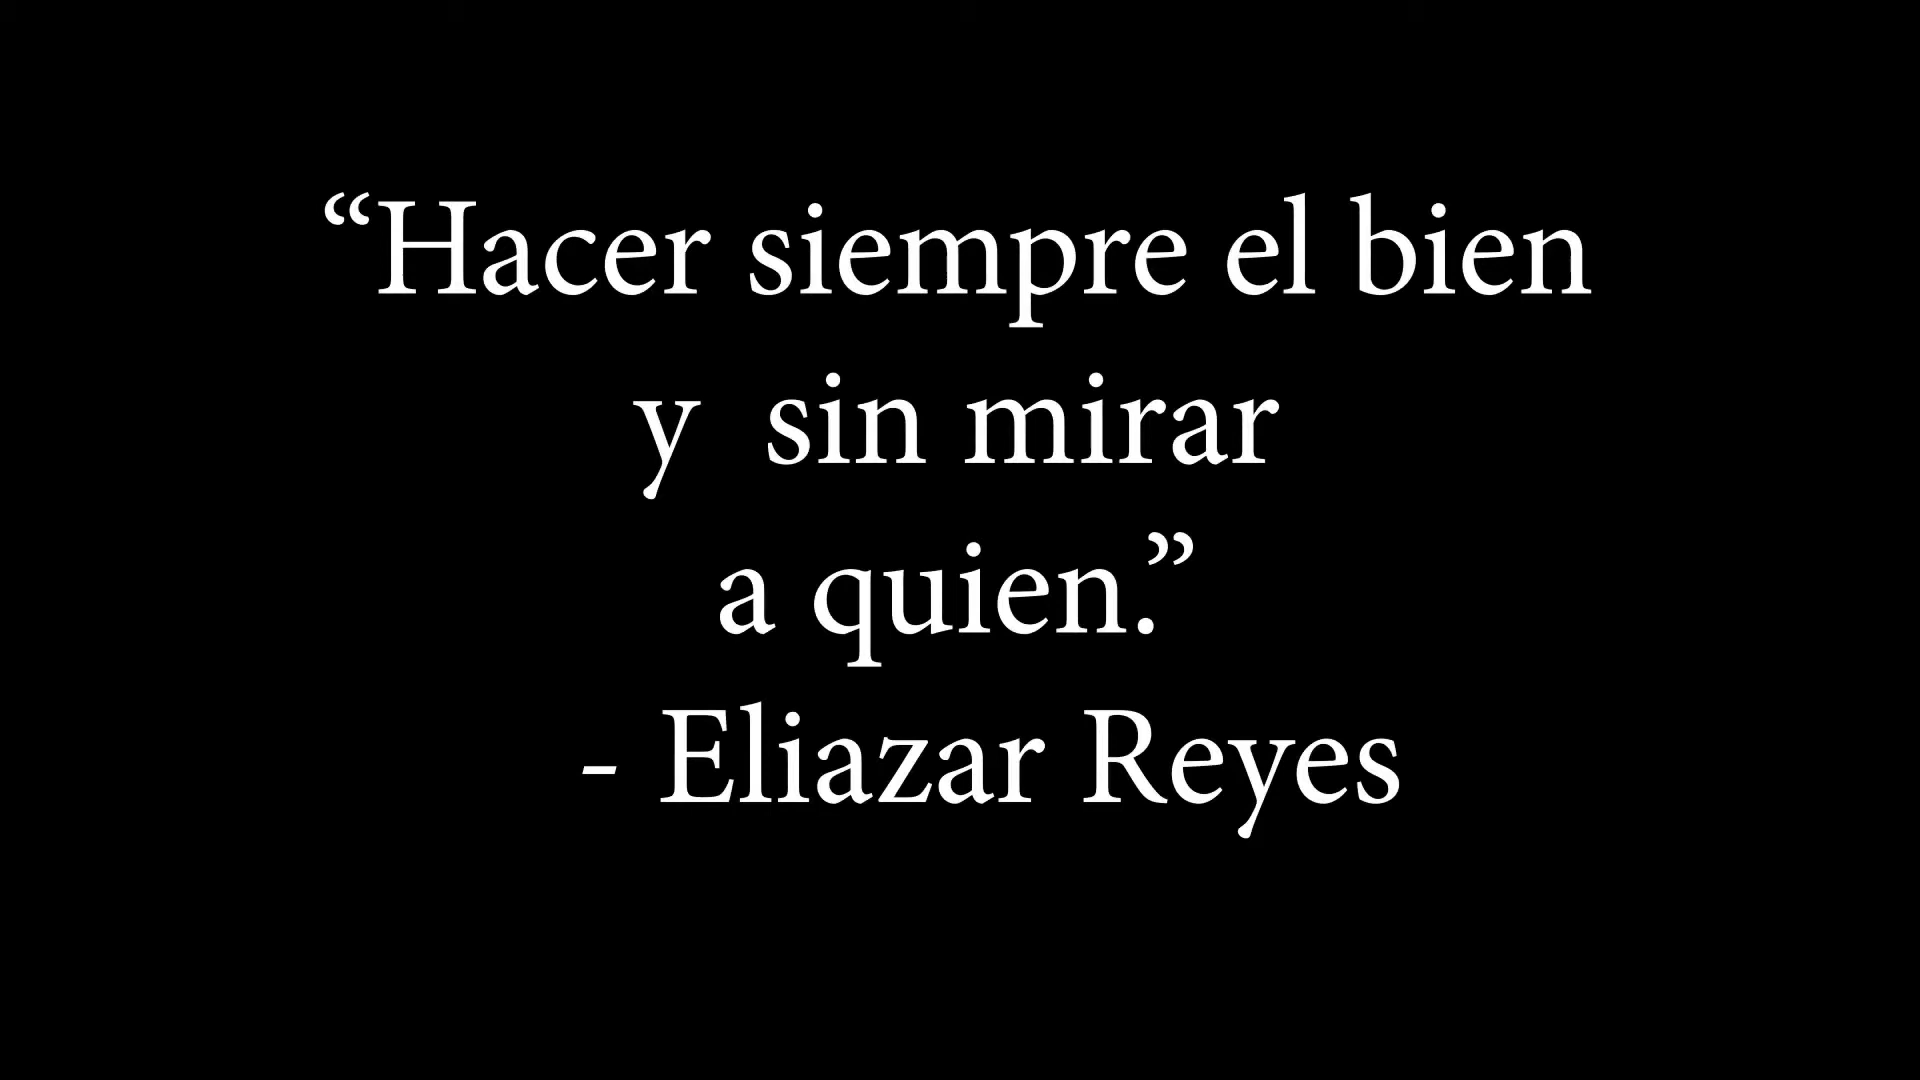 “Hacer siempre el bien
y  sin mirar
a quien.”
- Eliazar Reyes